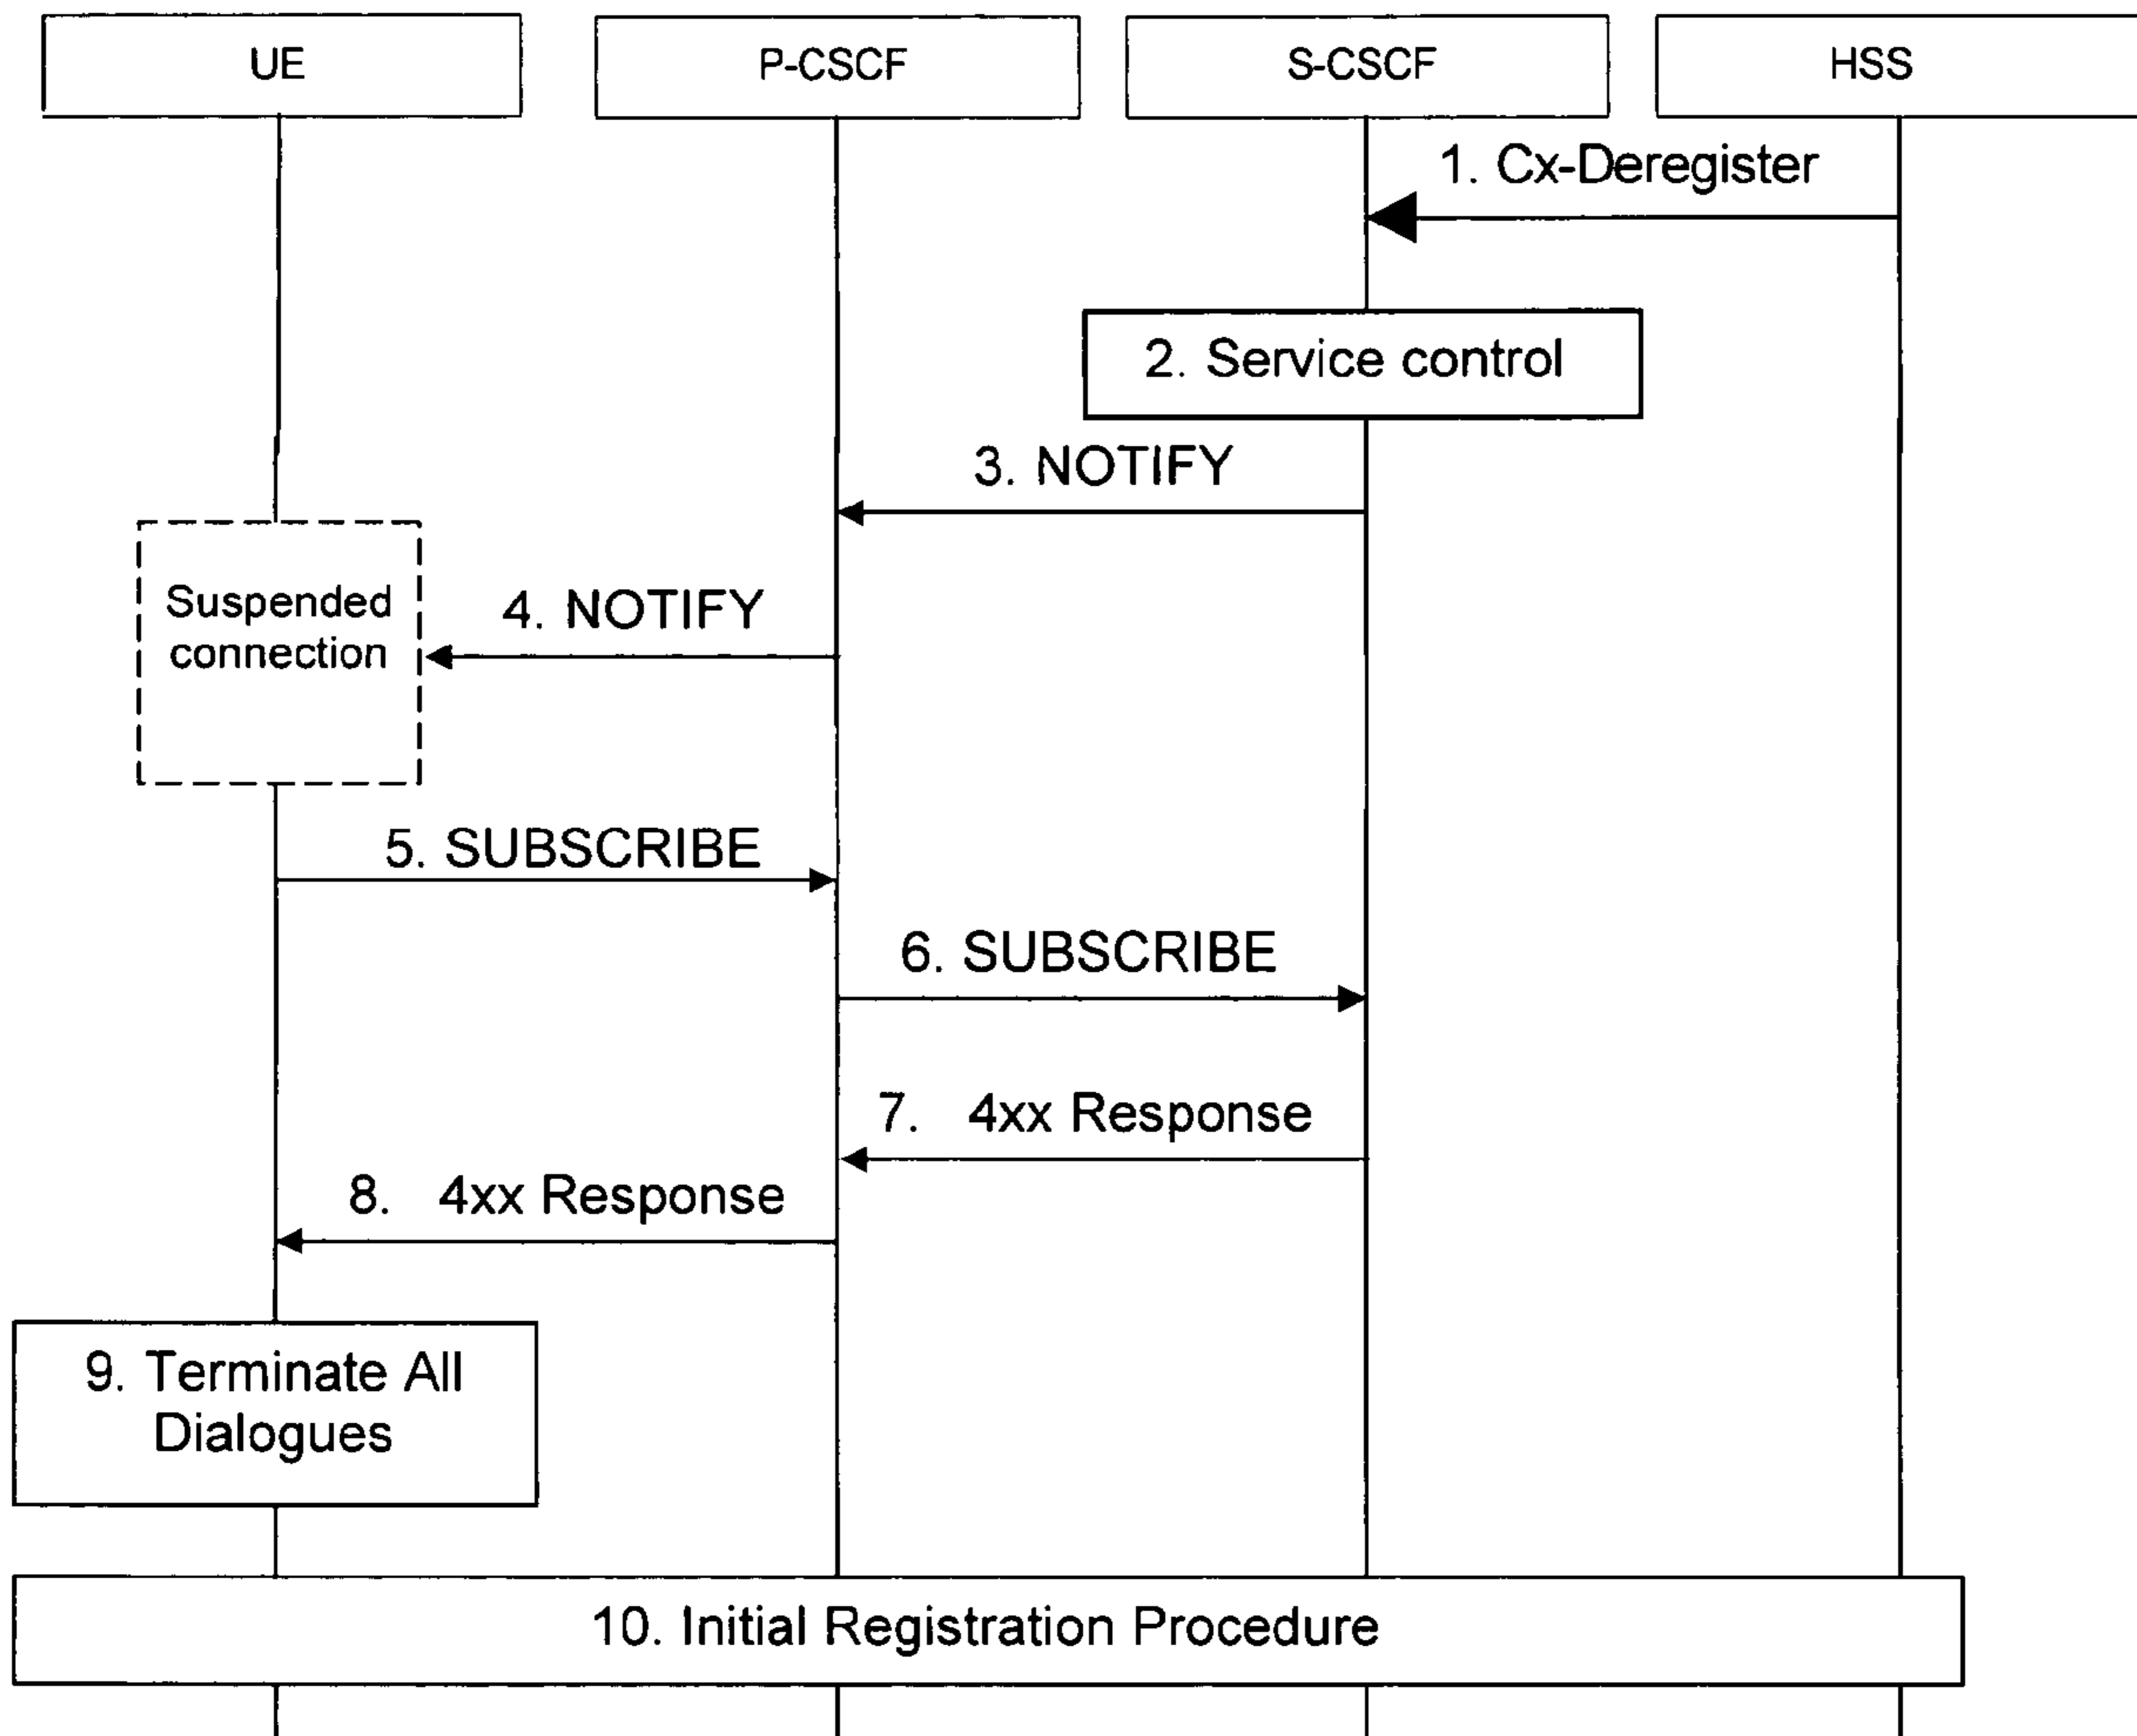 UE
P-CSCF
S-CSCF
HSS
1. Cx-Deregister
2. Service control
3. NOTIFY
Suspended
connection
4. NOTIFY
5. SUBSCRIBE
6. SUBSCRIBE
7. 4xx Response
8. 4xx Response
9. Terminate All
Dialogues
10. Initial Registration Procedure